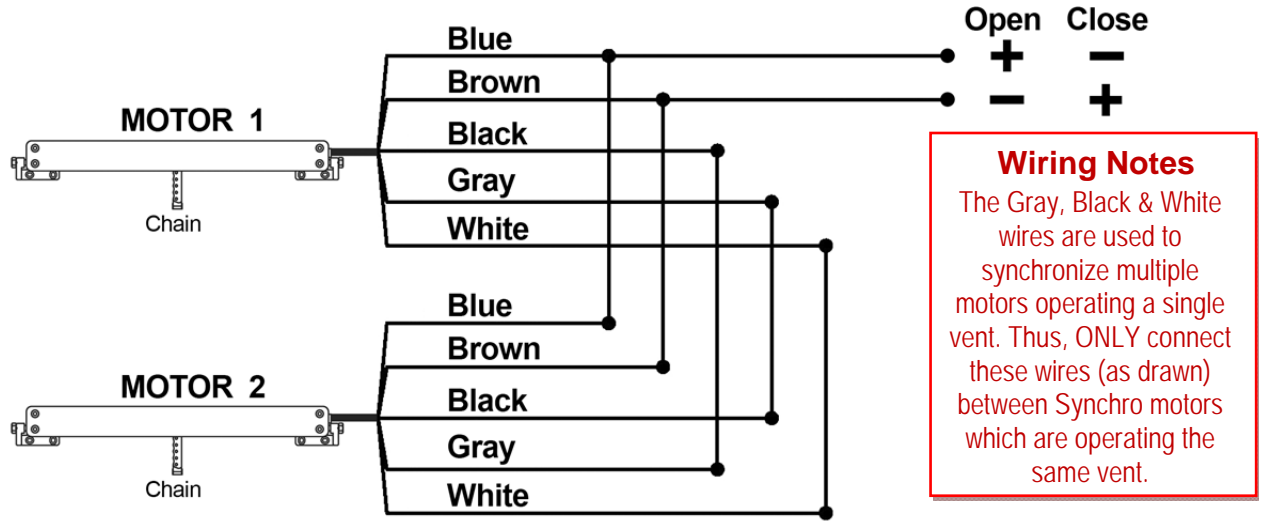 Open Close
Blue + −
Brown − +
MOTOR 1
Black
Gray
Chain
White
Blue
Brown
MOTOR 2
Black
Gray
Chain
White
Wiring Notes
The Gray, Black & White
wires are used to
synchronize multiple
motors operating a single
vent. Thus, ONLY connect
these wires (as drawn)
between Synchro motors
which are operating the
same vent.